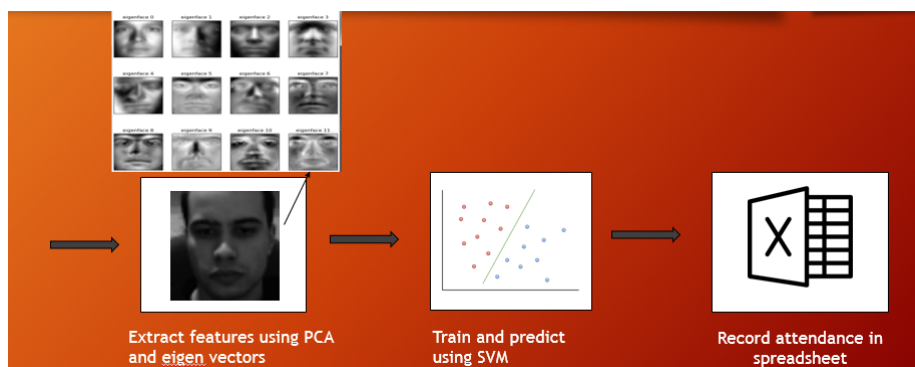 eigenface 0 eigenface 1 eigenface 2 eigenface 3
eigenface 4 eigenface 5 eigenface 6 eigenface 7
eigenface 8 eigenface 9 eigenface 10 eigenface 11
X
Extract features using PCA
and eigen vectors
Train and predict
using SVM
Record attendance in
spreadsheet